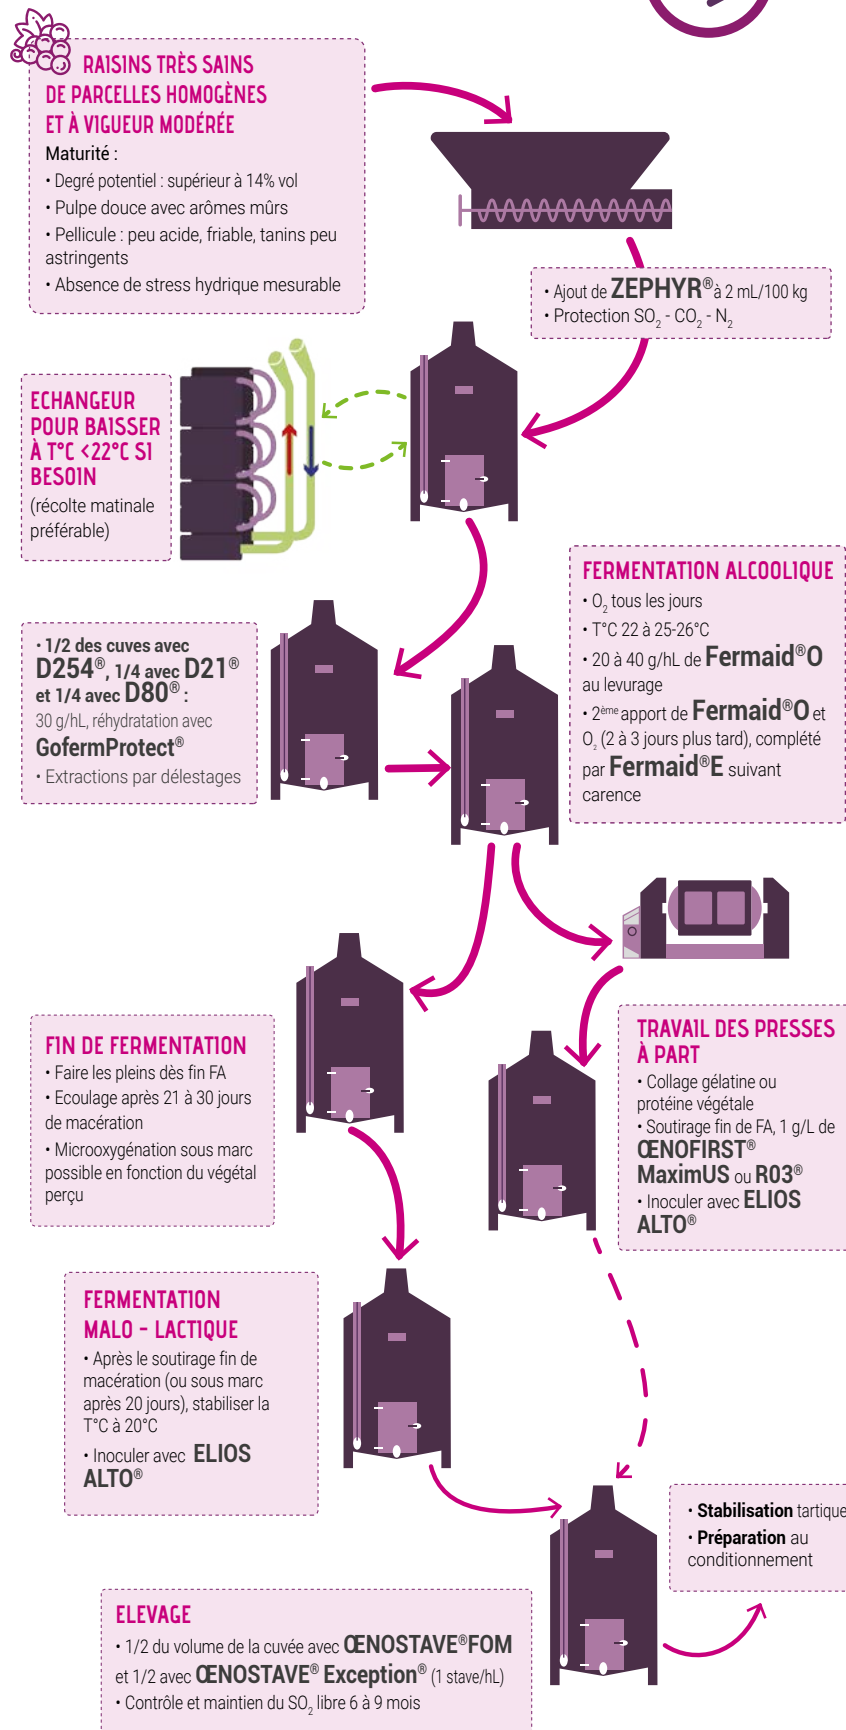 RAISINS TRÈS SAINS
DE PARCELLES HOMOGÈNES
ET À VIGUEUR MODÉRÉE
Maturité :
• Degré potentiel : supérieur à 14% vol
• Pulpe douce avec arômes mûrs
• Pellicule : peu acide, friable, tanins peu
astringents
• Absence de stress hydrique mesurable
• Ajout de ZEPHYR® à 2 mL/100 kg
• Protection SO₂ - CO₂ - N₂
ECHANGEUR
POUR BAISSER
À T°C <22°C SI
BESOIN
(récolte matinale
préférable)
FERMENTATION ALCOOLIQUE
• O₂ tous les jours
• T°C 22 à 25-26°C
• 20 à 40 g/hL de Fermaid®O
au levurage
• 2ème apport de Fermaid®O et
O₂ (2 à 3 jours plus tard), complété
par Fermaid®E suivant
carence
• 1/2 des cuves avec
D254®, 1/4 avec D21®
et 1/4 avec D80® :
30 g/hL, réhydratation avec
GofermProtect®
• Extractions par délestages
FIN DE FERMENTATION
• Faire les pleins dès fin FA
• Ecoulage après 21 à 30 jours
de macération
• Microoxygénation sous marc
possible en fonction du végétal
perçu
TRAVAIL DES PRESSES
À PART
• Collage gélatine ou
protéine végétale
• Soutirage fin de FA, 1 g/L de
ŒNOFIRST®
MaximUS ou R03®
• Inoculer avec ELIOS
ALTO®
FERMENTATION
MALO - LACTIQUE
• Après le soutirage fin de
macération (ou sous marc
après 20 jours), stabiliser la
T°C à 20°C
• Inoculer avec ELIOS
ALTO®
• Stabilisation tartique
• Préparation au
conditionnement
ELEVAGE
• 1/2 du volume de la cuvée avec ŒNOSTAVE®FOM
et 1/2 avec ŒNOSTAVE® Exception® (1 stave/hL)
• Contrôle et maintien du SO₂ libre 6 à 9 mois